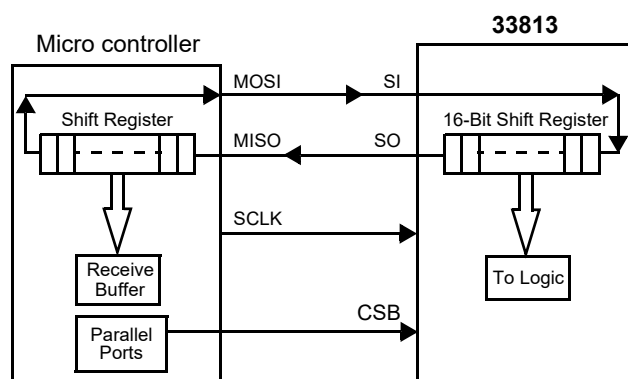 33813
Micro controller
MOSI
SI
Shift Register
16-Bit Shift Register
MISO
SO
SCLK
Receive
Buffer
To Logic
CSB
Parallel
Ports